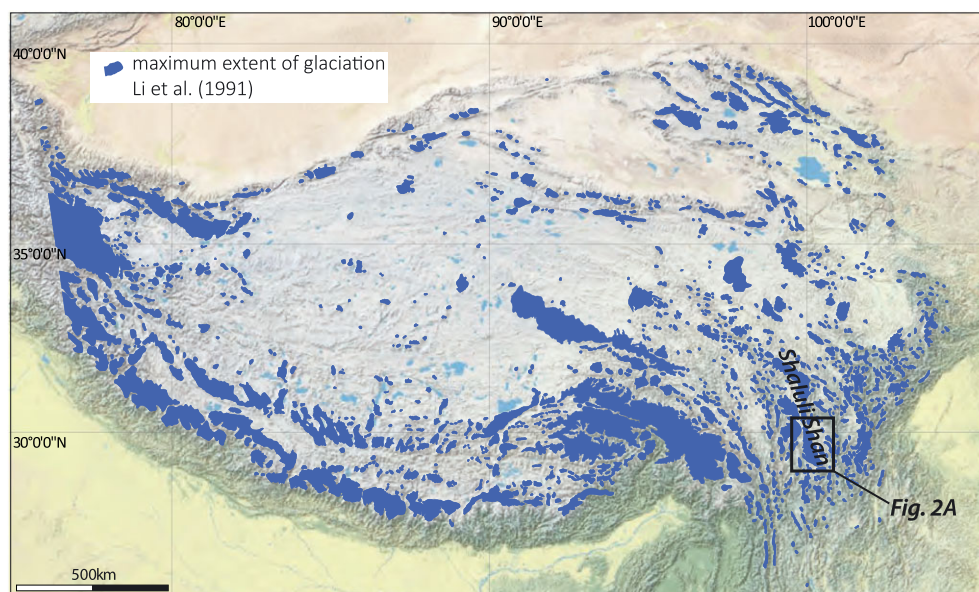 80°0'0"E
90°0'0"E
100°0'0"E
40°0'0"N
maximum extent of glaciation
Li et al. (1991)
35°0'0"N
Shaluli Shan
30°0'0"N
Fig. 2A
500km